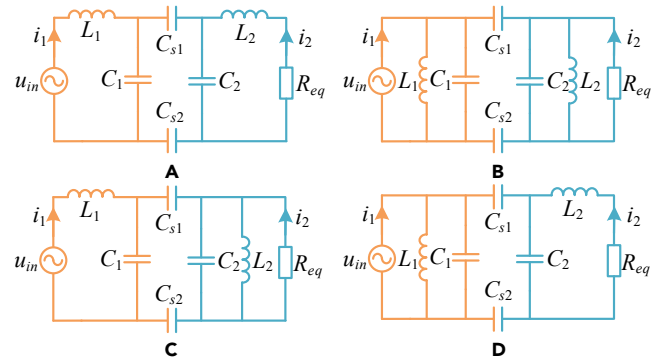 i1 L1 Cs1 L2 i2
uin C1 C2 Req
Cs2
A
i1 Cs1 i2
uin L1 C1 C2 L2 Req
Cs2
B
i1 L1 Cs1 i2
uin C1 C2 L2 Req
Cs2
C
i1 Cs1 L2 i2
uin L1 C1 C2 Req
Cs2
D